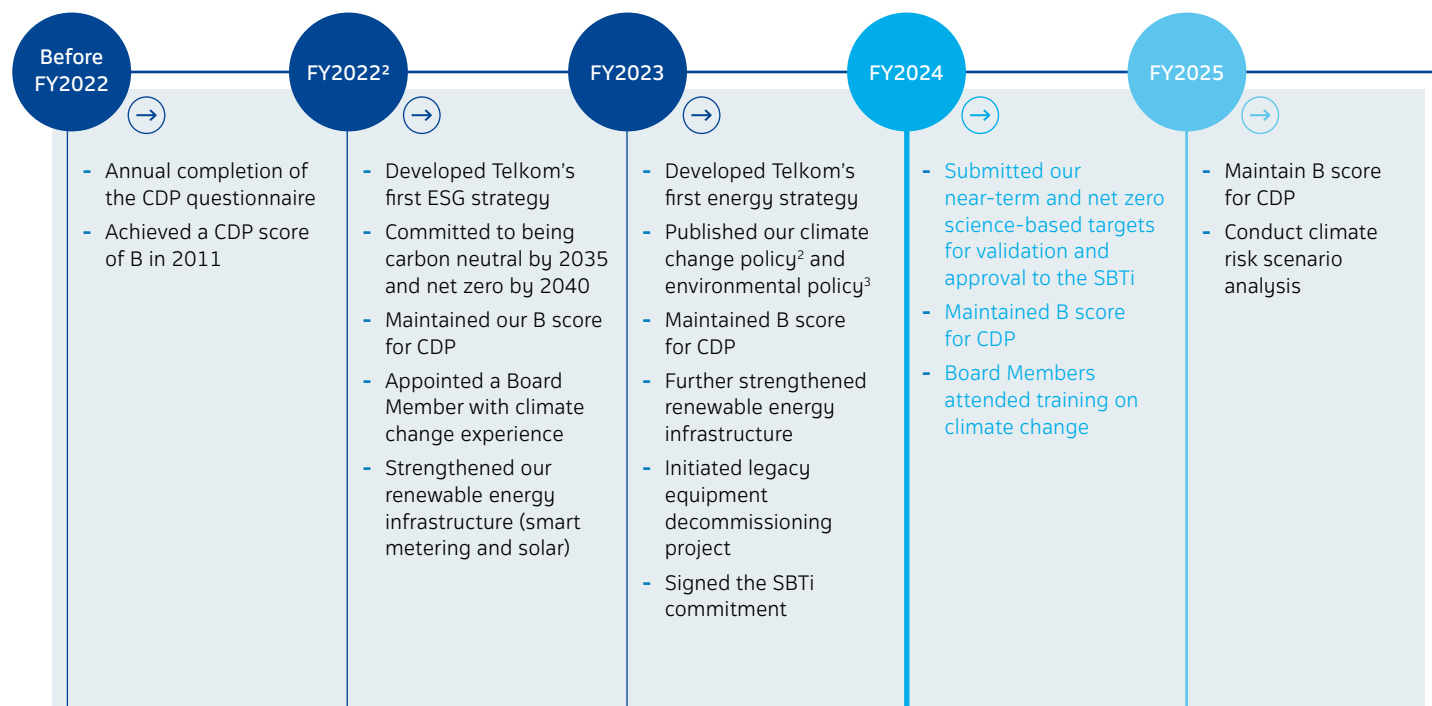 Before
FY2022
FY2022²
FY2023
FY2024
FY2025
- Annual completion of
the CDP questionnaire
- Achieved a CDP score
of B in 2011
- Developed Telkom's
first ESG strategy
- Committed to being
carbon neutral by 2035
and net zero by 2040
- Maintained our B score
for CDP
- Appointed a Board
Member with climate
change experience
- Strengthened our
renewable energy
infrastructure (smart
metering and solar)
- Developed Telkom's
first energy strategy
- Published our climate
change policy² and
environmental policy³
- Maintained B score
for CDP
- Further strengthened
renewable energy
infrastructure
- Initiated legacy
equipment
decommissioning
project
- Signed the SBTi
commitment
- Submitted our
near-term and net zero
science-based targets
for validation and
approval to the SBTi
- Maintained B score
for CDP
- Board Members
attended training on
climate change
- Maintain B score
for CDP
- Conduct climate
risk scenario
analysis